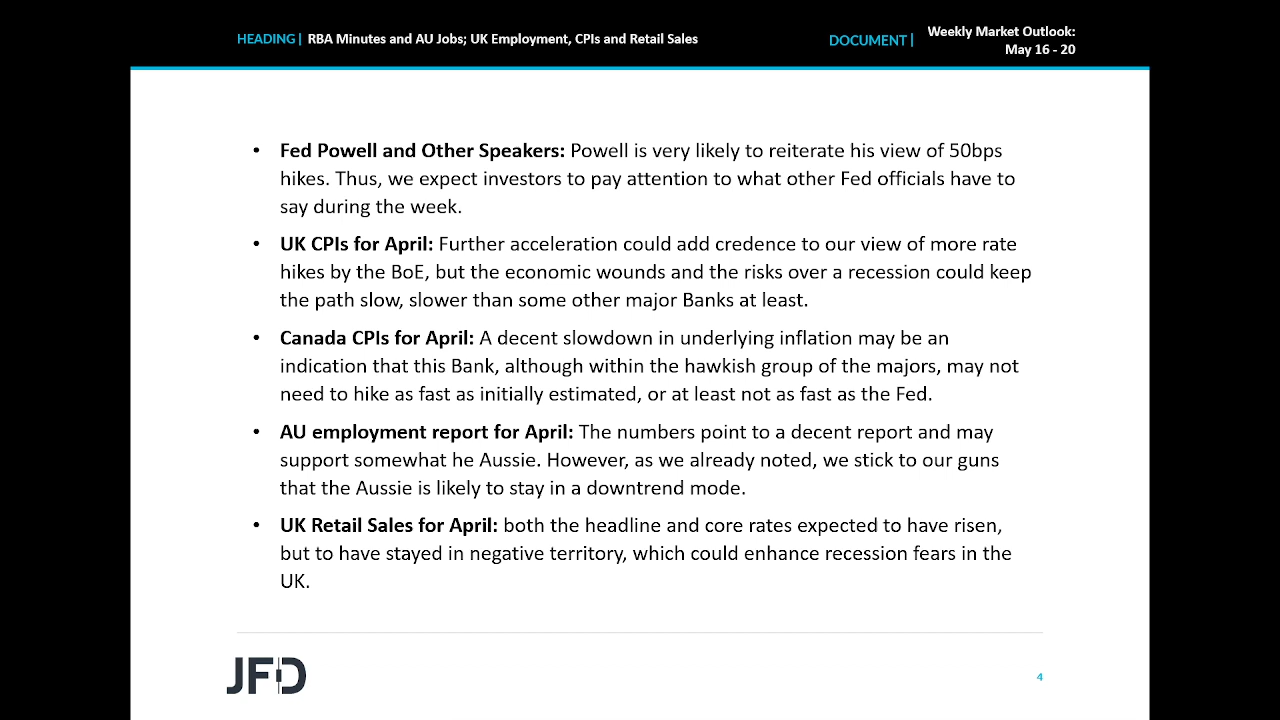 HEADING | RBA Minutes and AU Jobs; UK Employment, CPIs and Retail Sales
DOCUMENT | Weekly Market Outlook:
May 16 - 20
• Fed Powell and Other Speakers: Powell is very likely to reiterate his view of 50bps
hikes. Thus, we expect investors to pay attention to what other Fed officials have to
say during the week.
• UK CPIs for April: Further acceleration could add credence to our view of more rate
hikes by the BoE, but the economic wounds and the risks over a recession could keep
the path slow, slower than some other major Banks at least.
• Canada CPIs for April: A decent slowdown in underlying inflation may be an
indication that this Bank, although within the hawkish group of the majors, may not
need to hike as fast as initially estimated, or at least not as fast as the Fed.
• AU employment report for April: The numbers point to a decent report and may
support somewhat he Aussie. However, as we already noted, we stick to our guns
that the Aussie is likely to stay in a downtrend mode.
• UK Retail Sales for April: both the headline and core rates expected to have risen,
but to have stayed in negative territory, which could enhance recession fears in the
UK.
JFD
4